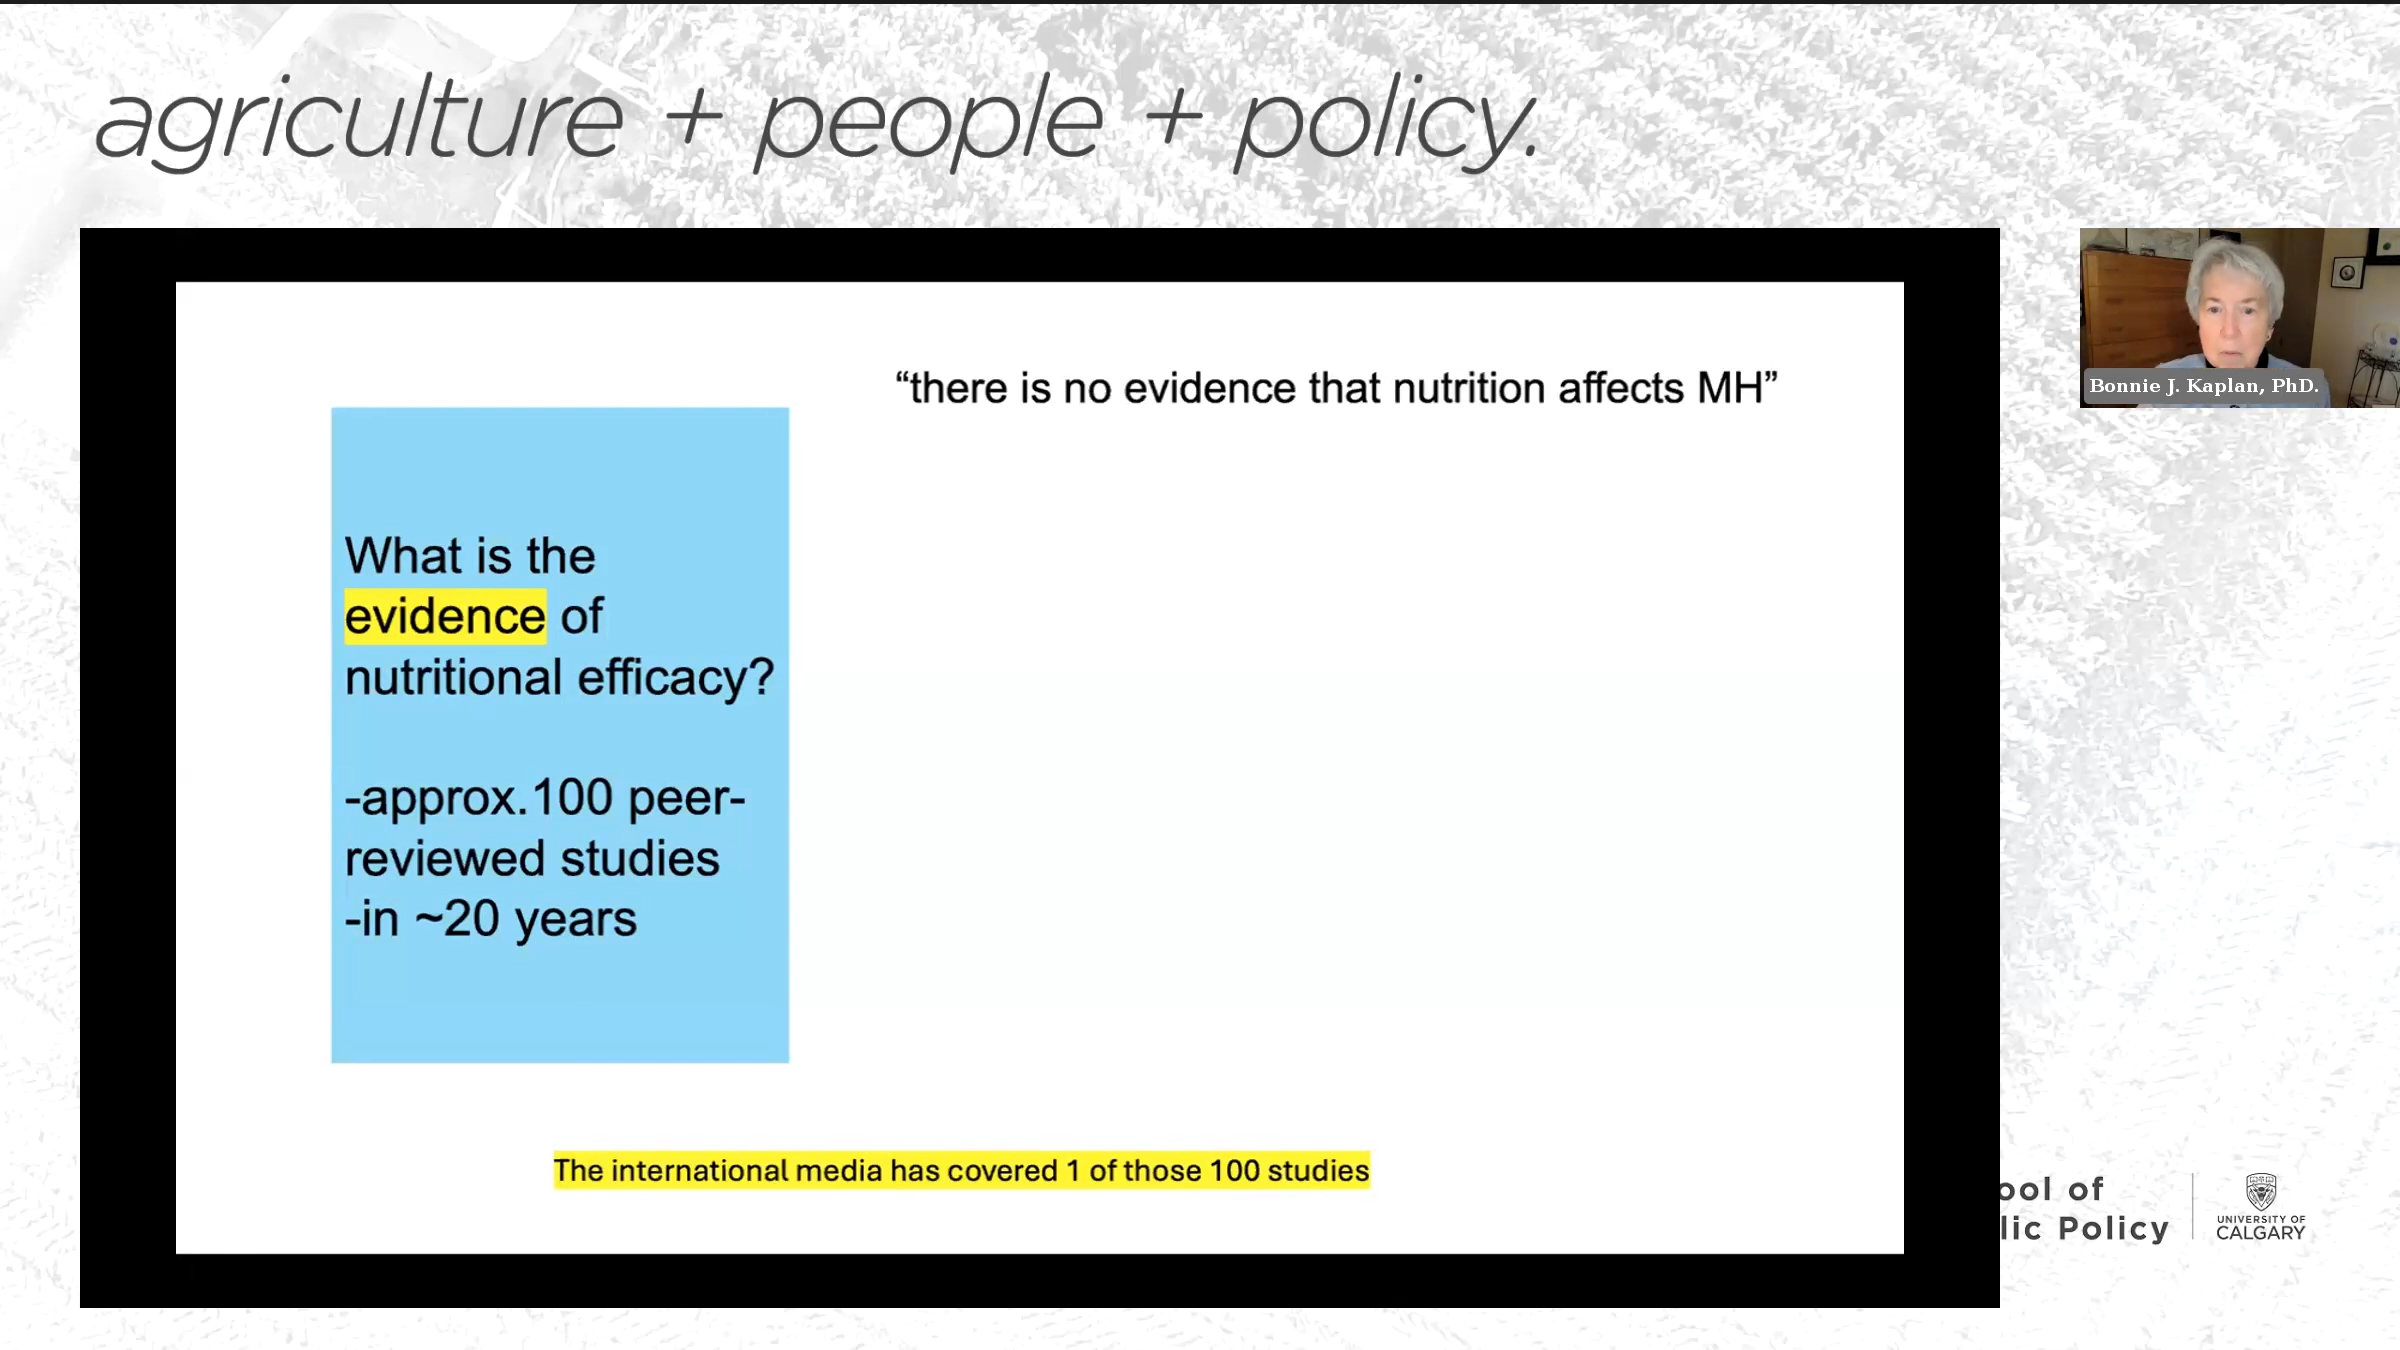 agriculture + people + policy.
“there is no evidence that nutrition affects MH”
What is the
evidence of
nutritional efficacy?
-approx.100 peer-
reviewed studies
-in ~20 years
The international media has covered 1 of those 100 studies
Bonnie J. Kaplan, PhD.
ool of
lic Policy
UNIVERSITY OF
CALGARY